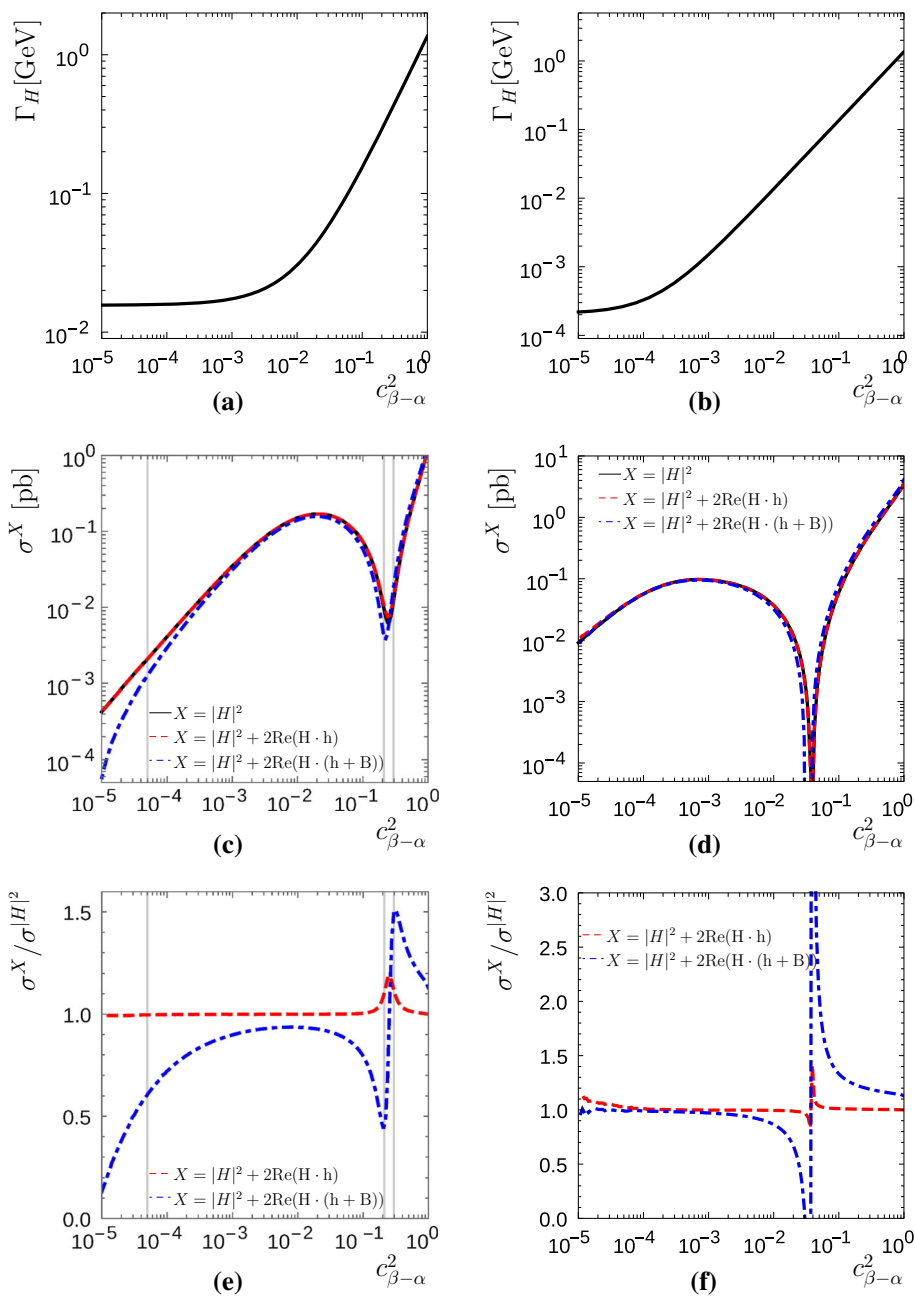 Γ_H [GeV]
10^0
10^-1
10^-2
10^-5 10^-4 10^-3 10^-2 10^-1 10^0
c^2_{β−α}
(a)
Γ_H [GeV]
10^0
10^-1
10^-2
10^-3
10^-4
10^-5 10^-4 10^-3 10^-2 10^-1 10^0
c^2_{β−α}
(b)
σ^X [pb]
10^0
10^-1
10^-2
10^-3
10^-4
X = |H|^2
X = |H|^2 + 2Re(H · h)
X = |H|^2 + 2Re(H · (h + B))
10^-5 10^-4 10^-3 10^-2 10^-1 10^0
c^2_{β−α}
(c)
σ^X [pb]
10^1
10^0
10^-1
10^-2
10^-3
10^-4
X = |H|^2
X = |H|^2 + 2Re(H · h)
X = |H|^2 + 2Re(H · (h + B))
10^-5 10^-4 10^-3 10^-2 10^-1 10^0
c^2_{β−α}
(d)
σ^X/σ^{|H|^2}
1.5
1.0
0.5
0.0
X = |H|^2 + 2Re(H · h)
X = |H|^2 + 2Re(H · (h + B))
10^-5 10^-4 10^-3 10^-2 10^-1 10^0
c^2_{β−α}
(e)
σ^X/σ^{|H|^2}
3.0
2.5
2.0
1.5
1.0
0.5
0.0
X = |H|^2 + 2Re(H · h)
X = |H|^2 + 2Re(H · (h + B))
10^-5 10^-4 10^-3 10^-2 10^-1 10^0
c^2_{β−α}
(f)